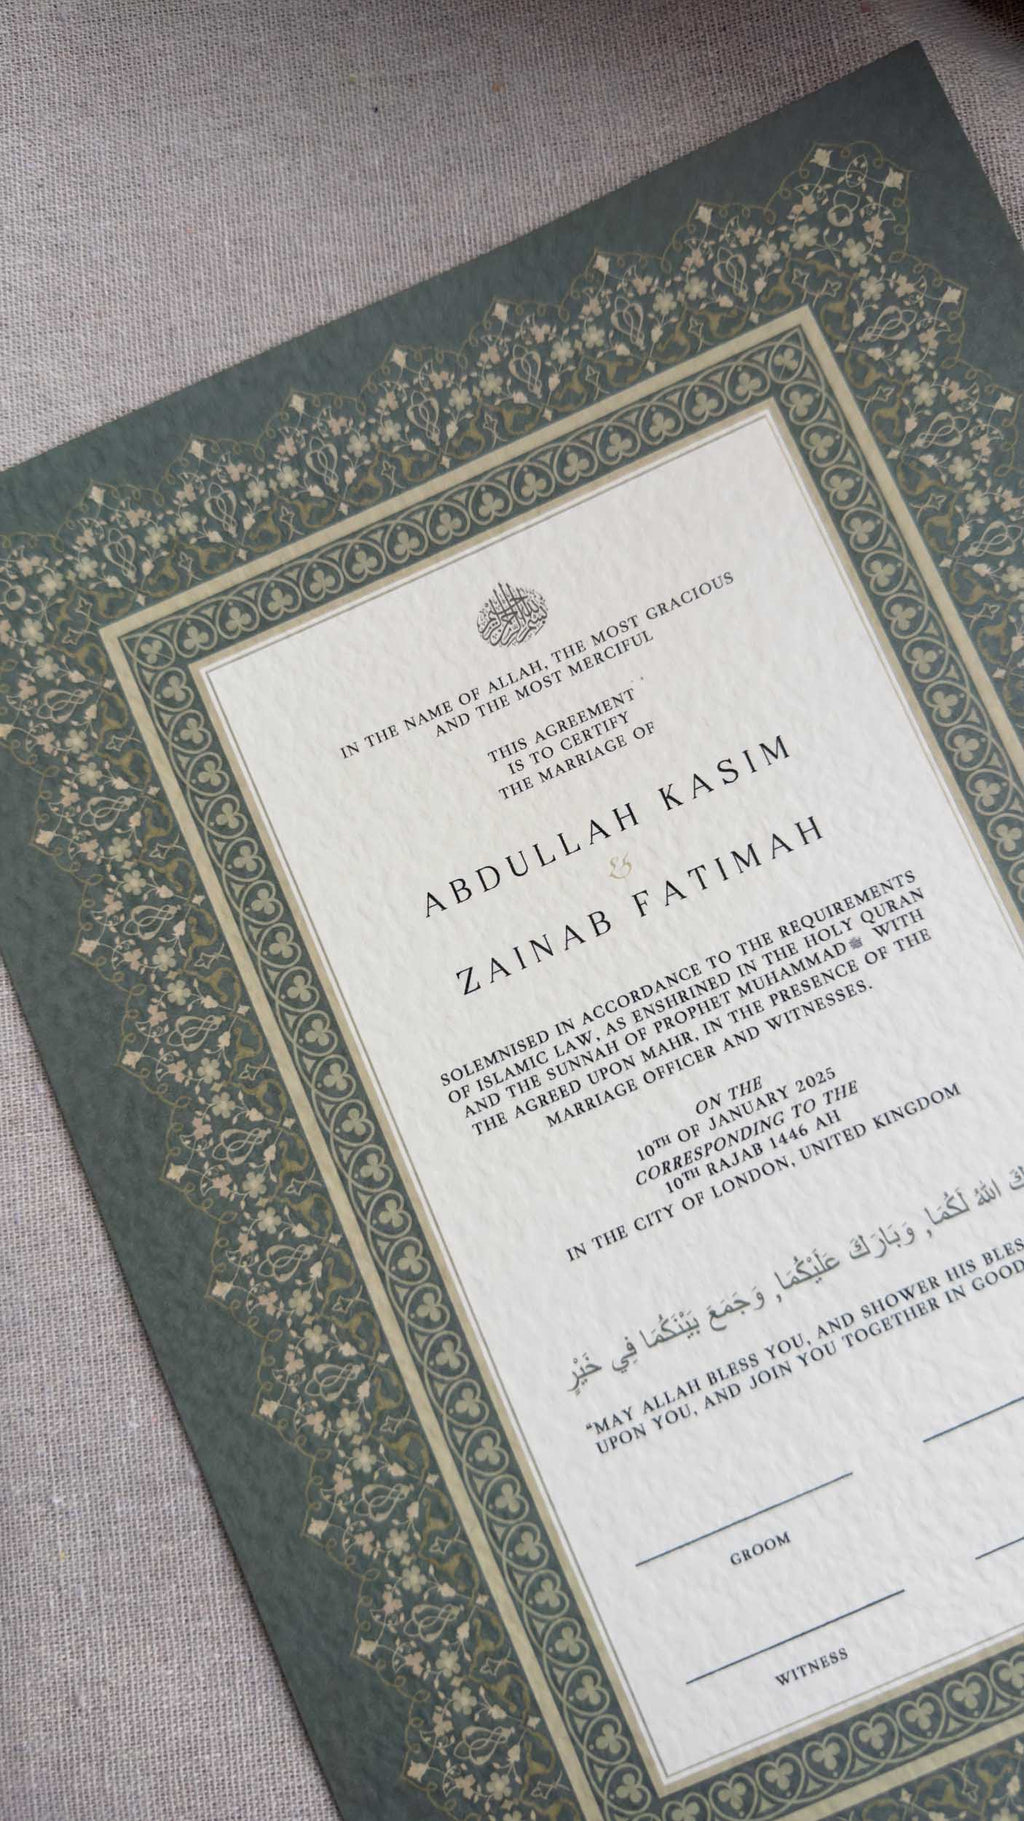 IN THE NAME OF ALLAH, THE MOST GRACIOUS
AND THE MOST MERCIFUL
THIS AGREEMENT
IS TO CERTIFY
THE MARRIAGE OF
ABDULLAH KASIM
&
ZAINAB FATIMAH
SOLEMNISED IN ACCORDANCE TO THE REQUIREMENTS
OF ISLAMIC LAW, AS ENSHRINED IN THE HOLY QURAN
AND THE SUNNAH OF PROPHET MUHAMMAD ﷺ WITH
THE AGREED UPON MAHR, IN THE PRESENCE OF THE
MARRIAGE OFFICER AND WITNESSES.
ON THE
10TH OF JANUARY 2025
CORRESPONDING TO THE
10TH RAJAB 1446 AH
IN THE CITY OF LONDON, UNITED KINGDOM
اللهُ لَكُمَا, وَبَارَكَ عَلَيْكُمَا, وَجَمَعَ بَيْنَكُمَا فِي خَيْرٍ
“MAY ALLAH BLESS YOU, AND SHOWER HIS BLES
UPON YOU, AND JOIN YOU TOGETHER IN GOOD
GROOM
WITNESS